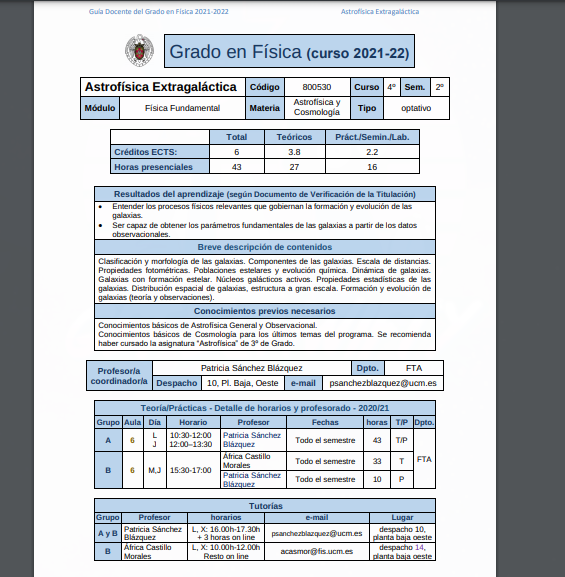 Guía Docente del Grado en Física 2021-2022 Astrofísica Extragaláctica
Grado en Física (curso 2021-22)
Astrofísica Extragaláctica Código 800530 Curso 4º Sem. 2º
Módulo Física Fundamental Materia Astrofísica y Cosmología Tipo optativo
Total Teóricos Práct./Semin./Lab.
Créditos ECTS: 6 3.8 2.2
Horas presenciales 43 27 16
Resultados del aprendizaje (según Documento de Verificación de la Titulación)
• Entender los procesos físicos relevantes que gobiernan la formación y evolución de las
galaxias.
• Ser capaz de obtener los parámetros fundamentales de las galaxias a partir de los datos
observacionales.
Breve descripción de contenidos
Clasificación y morfología de las galaxias. Componentes de las galaxias. Escala de distancias.
Propiedades fotométricas. Poblaciones estelares y evolución química. Dinámica de galaxias.
Galaxias con formación estelar. Núcleos galácticos activos. Propiedades estadísticas de las
galaxias. Distribución espacial de galaxias, estructura a gran escala. Formación y evolución de
galaxias (teoría y observaciones).
Conocimientos previos necesarios
Conocimientos básicos de Astrofísica General y Observacional.
Conocimientos básicos de Cosmología para los últimos temas del programa. Se recomienda
haber cursado la asignatura "Astrofísica" de 3º de Grado.
Profesor/a
coordinador/a
Patricia Sánchez Blázquez Dpto. FTA
Despacho 10, Pl. Baja, Oeste e-mail psanchezblazquez@ucm.es
Teoría/Prácticas - Detalle de horarios y profesorado - 2020/21
Grupo Aula Día Horario Profesor Fechas horas T/P Dpto.
A 6 L 10:30-12:00 Patricia Sánchez Todo el semestre 43 T/P
J 12:00–13:30 Blázquez
FTA
B 6 M,J 15:30-17:00 África Castillo Todo el semestre 33 T
Morales
Patricia Sánchez Todo el semestre 10 P
Blázquez
Tutorías
Grupo Profesor horarios e-mail Lugar
A y B Patricia Sánchez L, X: 16.00h-17.30h psanchezblazquez@ucm.es despacho 10,
Blázquez + 3 horas on line planta baja oeste
B África Castillo L, X: 10.00h-12.00h acasmor@fis.ucm.es despacho 14,
Morales Resto on line planta baja oeste